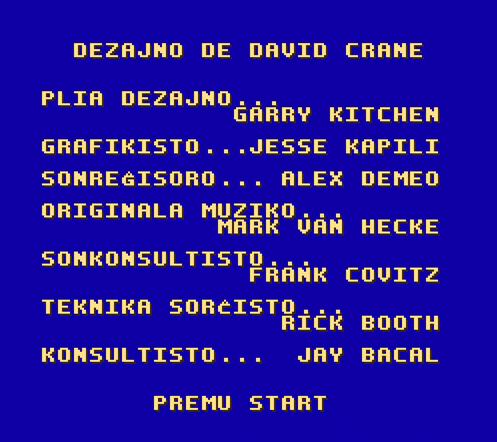 DEZAJNO DE DAVID CRANE
PLIA DEZAJNO...
GARRY KITCHEN
GRAFIKISTO...JESSE KAPILI
SONREĜISORO... ALEX DEMEO
ORIGINALA MUZIKO...
MARK VAN HECKE
SONKONSULTISTO...
FRANK COVITZ
TEKNIKA SORĈISTO...
RICK BOOTH
KONSULTISTO... JAY BACAL
PREMU START